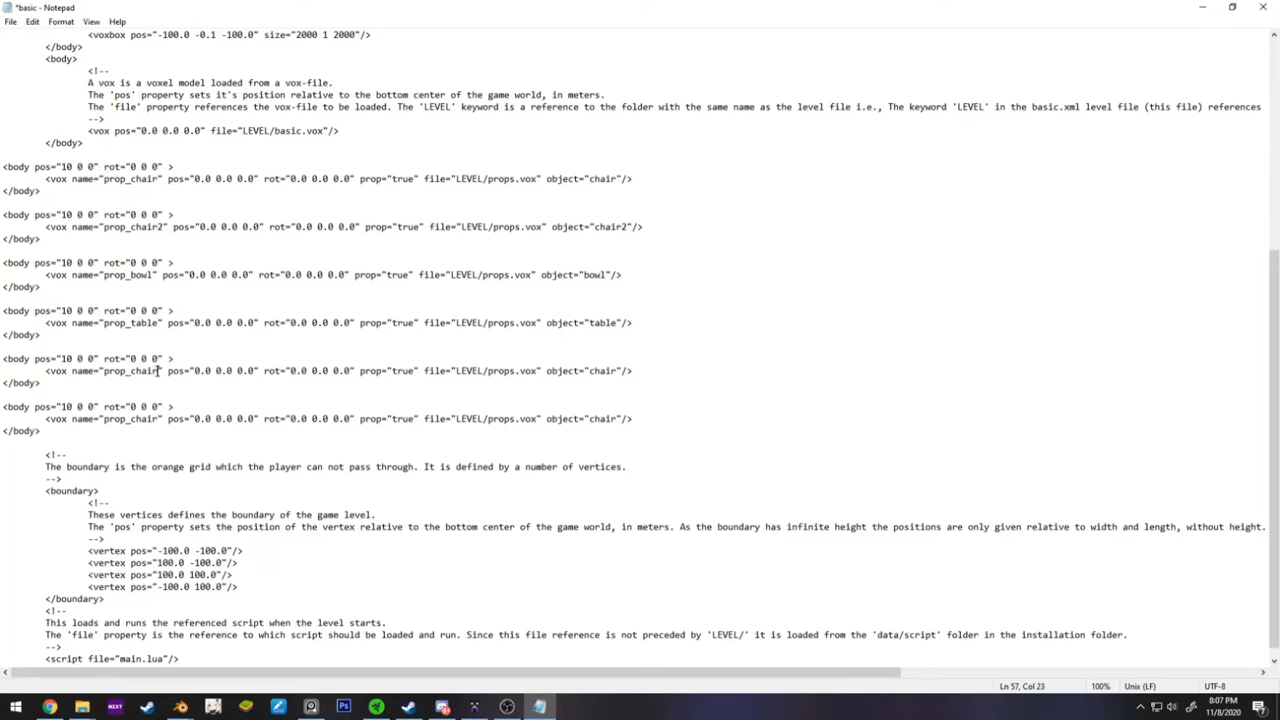 *basic - Notepad
File Edit Format View Help
<voxbox pos="-100.0 -0.1 -100.0" size="2000 1 2000"/>
</body>
<body>
<!--
A vox is a voxel model loaded from a vox-file.
The 'pos' property sets it's position relative to the bottom center of the game world, in meters.
The 'file' property references the vox-file to be loaded. The 'LEVEL' keyword is a reference to the folder with the same name as the level file i.e., The keyword 'LEVEL' in the basic.xml level file (this file) references
-->
<vox pos="0.0 0.0 0.0" file="LEVEL/basic.vox"/>
</body>
<body pos="10 0 0" rot="0 0 0" >
<vox name="prop_chair" pos="0.0 0.0 0.0" rot="0.0 0.0 0.0" prop="true" file="LEVEL/props.vox" object="chair"/>
</body>
<body pos="10 0 0" rot="0 0 0" >
<vox name="prop_chair2" pos="0.0 0.0 0.0" rot="0.0 0.0 0.0" prop="true" file="LEVEL/props.vox" object="chair2"/>
</body>
<body pos="10 0 0" rot="0 0 0" >
<vox name="prop_bowl" pos="0.0 0.0 0.0" rot="0.0 0.0 0.0" prop="true" file="LEVEL/props.vox" object="bowl"/>
</body>
<body pos="10 0 0" rot="0 0 0" >
<vox name="prop_table" pos="0.0 0.0 0.0" rot="0.0 0.0 0.0" prop="true" file="LEVEL/props.vox" object="table"/>
</body>
<body pos="10 0 0" rot="0 0 0" >
<vox name="prop_chair" pos="0.0 0.0 0.0" rot="0.0 0.0 0.0" prop="true" file="LEVEL/props.vox" object="chair"/>
</body>
<body pos="10 0 0" rot="0 0 0" >
<vox name="prop_chair" pos="0.0 0.0 0.0" rot="0.0 0.0 0.0" prop="true" file="LEVEL/props.vox" object="chair"/>
</body>
<!--
The boundary is the orange grid which the player can not pass through. It is defined by a number of vertices.
-->
<boundary>
<!--
These vertices defines the boundary of the game level.
The 'pos' property sets the position of the vertex relative to the bottom center of the game world, in meters. As the boundary has infinite height the positions are only given relative to width and length, without height.
-->
<vertex pos="-100.0 -100.0"/>
<vertex pos="100.0 -100.0"/>
<vertex pos="100.0 100.0"/>
<vertex pos="-100.0 100.0"/>
</boundary>
<!--
This loads and runs the referenced script when the level starts.
The 'file' property is the reference to which script should be loaded and run. Since this file reference is not preceded by 'LEVEL/' it is loaded from the 'data/script' folder in the installation folder.
-->
<script file="main.lua"/>
Ln 57, Col 23 100% Unix (LF) UTF-8
NZXT
8:07 PM
11/8/2020